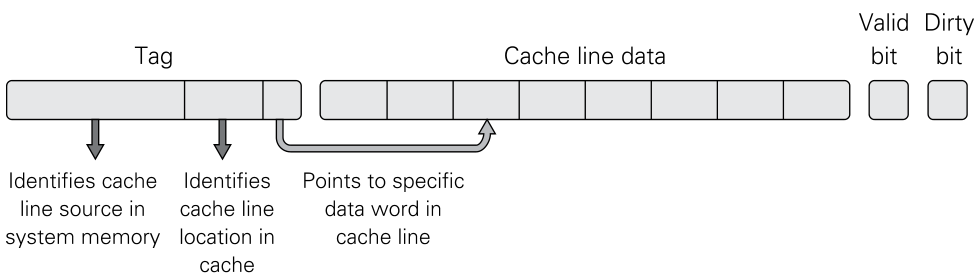 Valid Dirty
Tag Cache line data bit bit
Identifies cache
line source in
system memory
Identifies
cache line
location in
cache
Points to specific
data word in
cache line